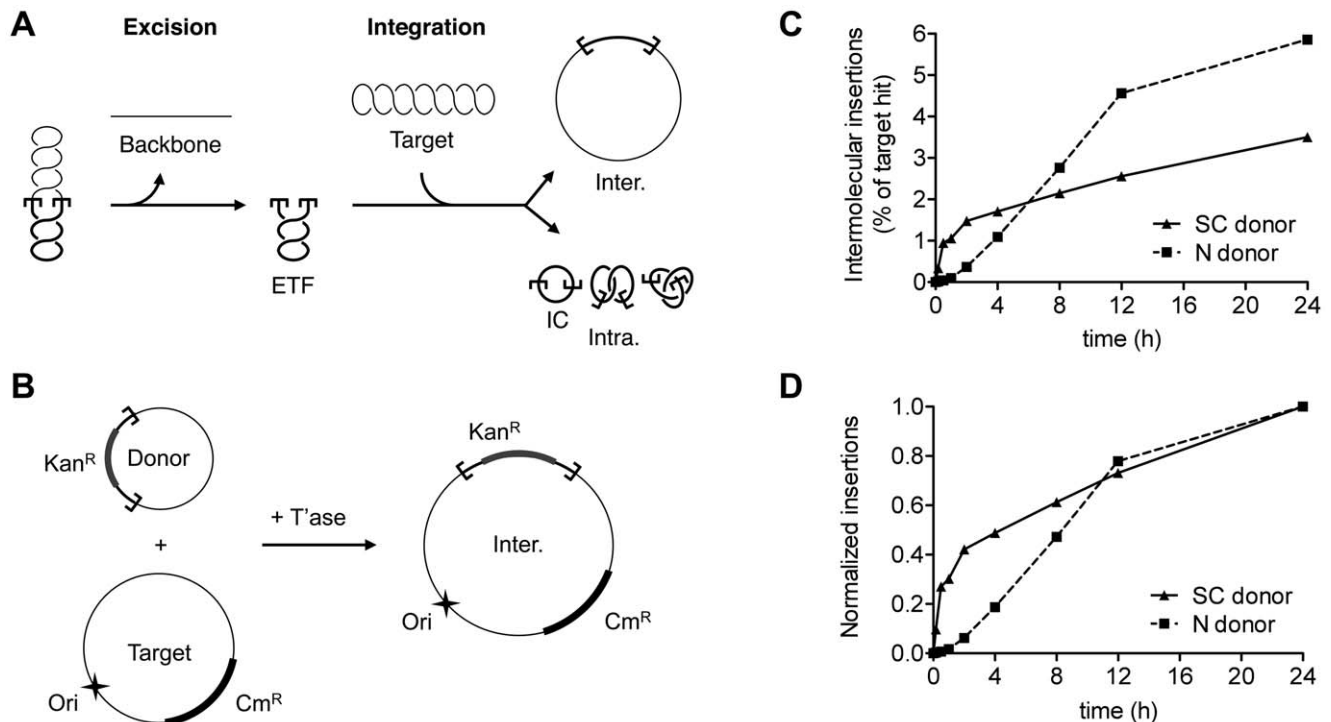 A
Excision
Integration
Backbone
Target
ETF
Inter.
IC
Intra.
B
Kanᴿ
Donor
+
Target
Ori
Cmᴿ
+ T'ase
Kanᴿ
Inter.
Ori
Cmᴿ
C
Intermolecular insertions
(% of target hit)
6
5
4
3
2
1
0
SC donor
N donor
0 4 8 12 16 20 24
time (h)
D
Normalized insertions
1.0
0.8
0.6
0.4
0.2
0.0
SC donor
N donor
0 4 8 12 16 20 24
time (h)